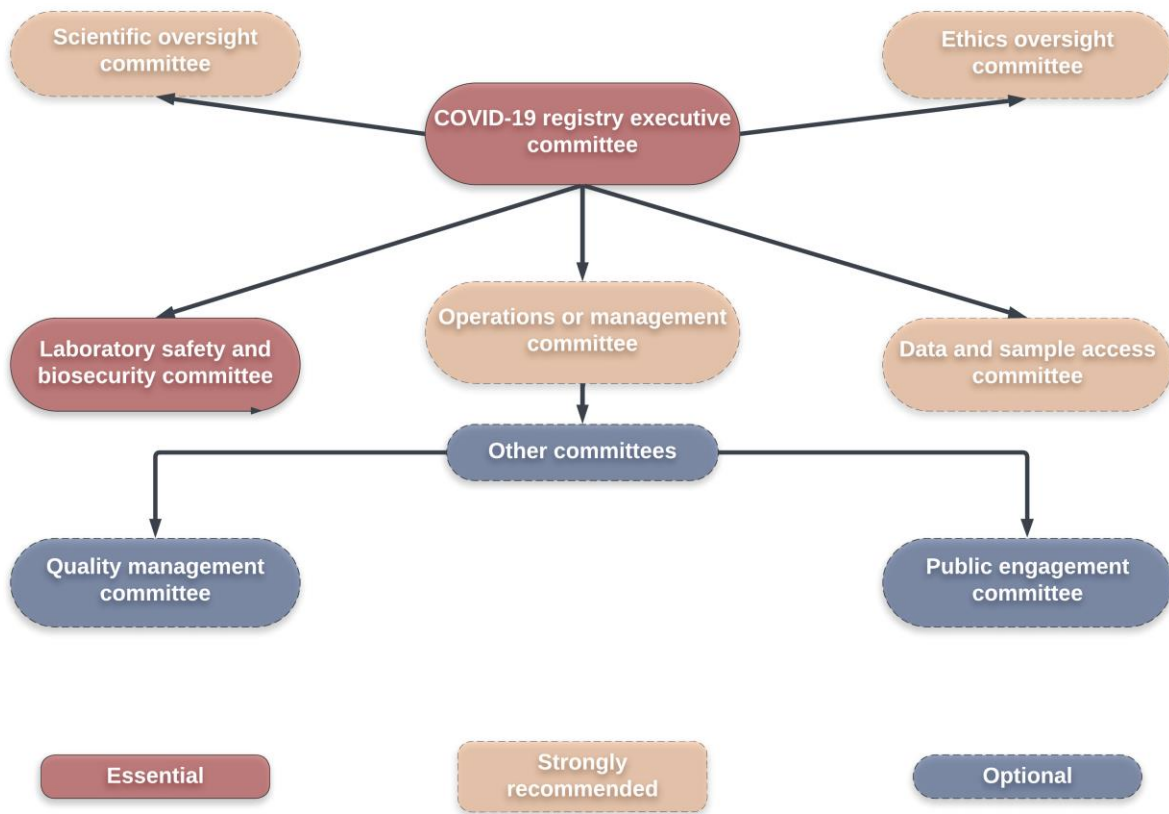 Scientific oversight
committee
Ethics oversight
committee
COVID-19 registry executive
committee
Laboratory safety and
biosecurity committee
Operations or management
committee
Data and sample access
committee
Other committees
Quality management
committee
Public engagement
committee
Essential
Strongly
recommended
Optional